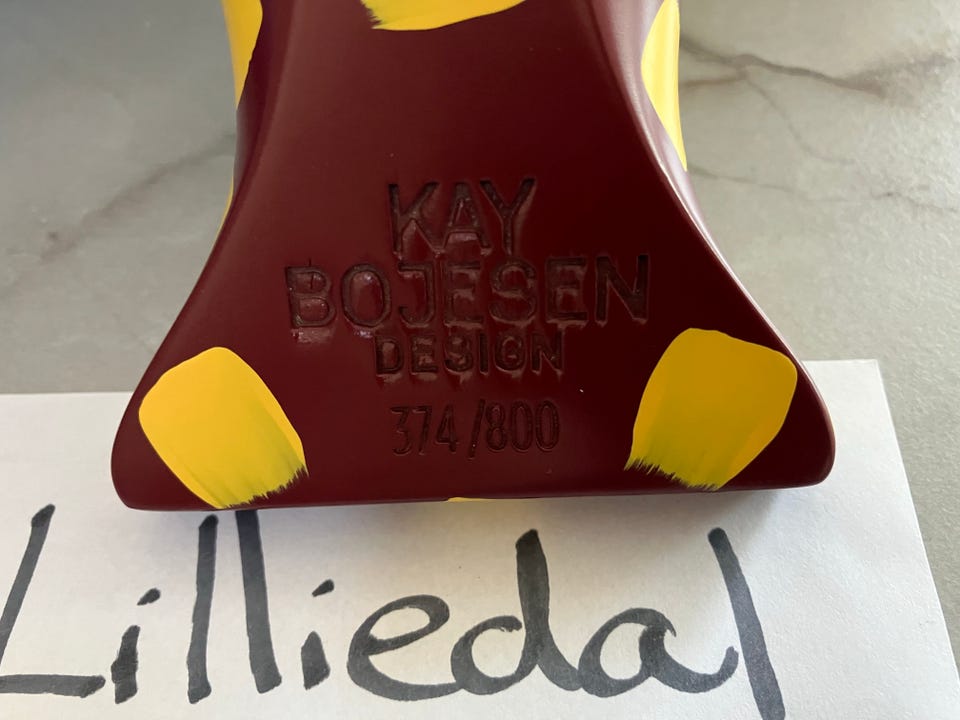 KAY
BOJESEN
DESIGN
374/800
Lilliedal